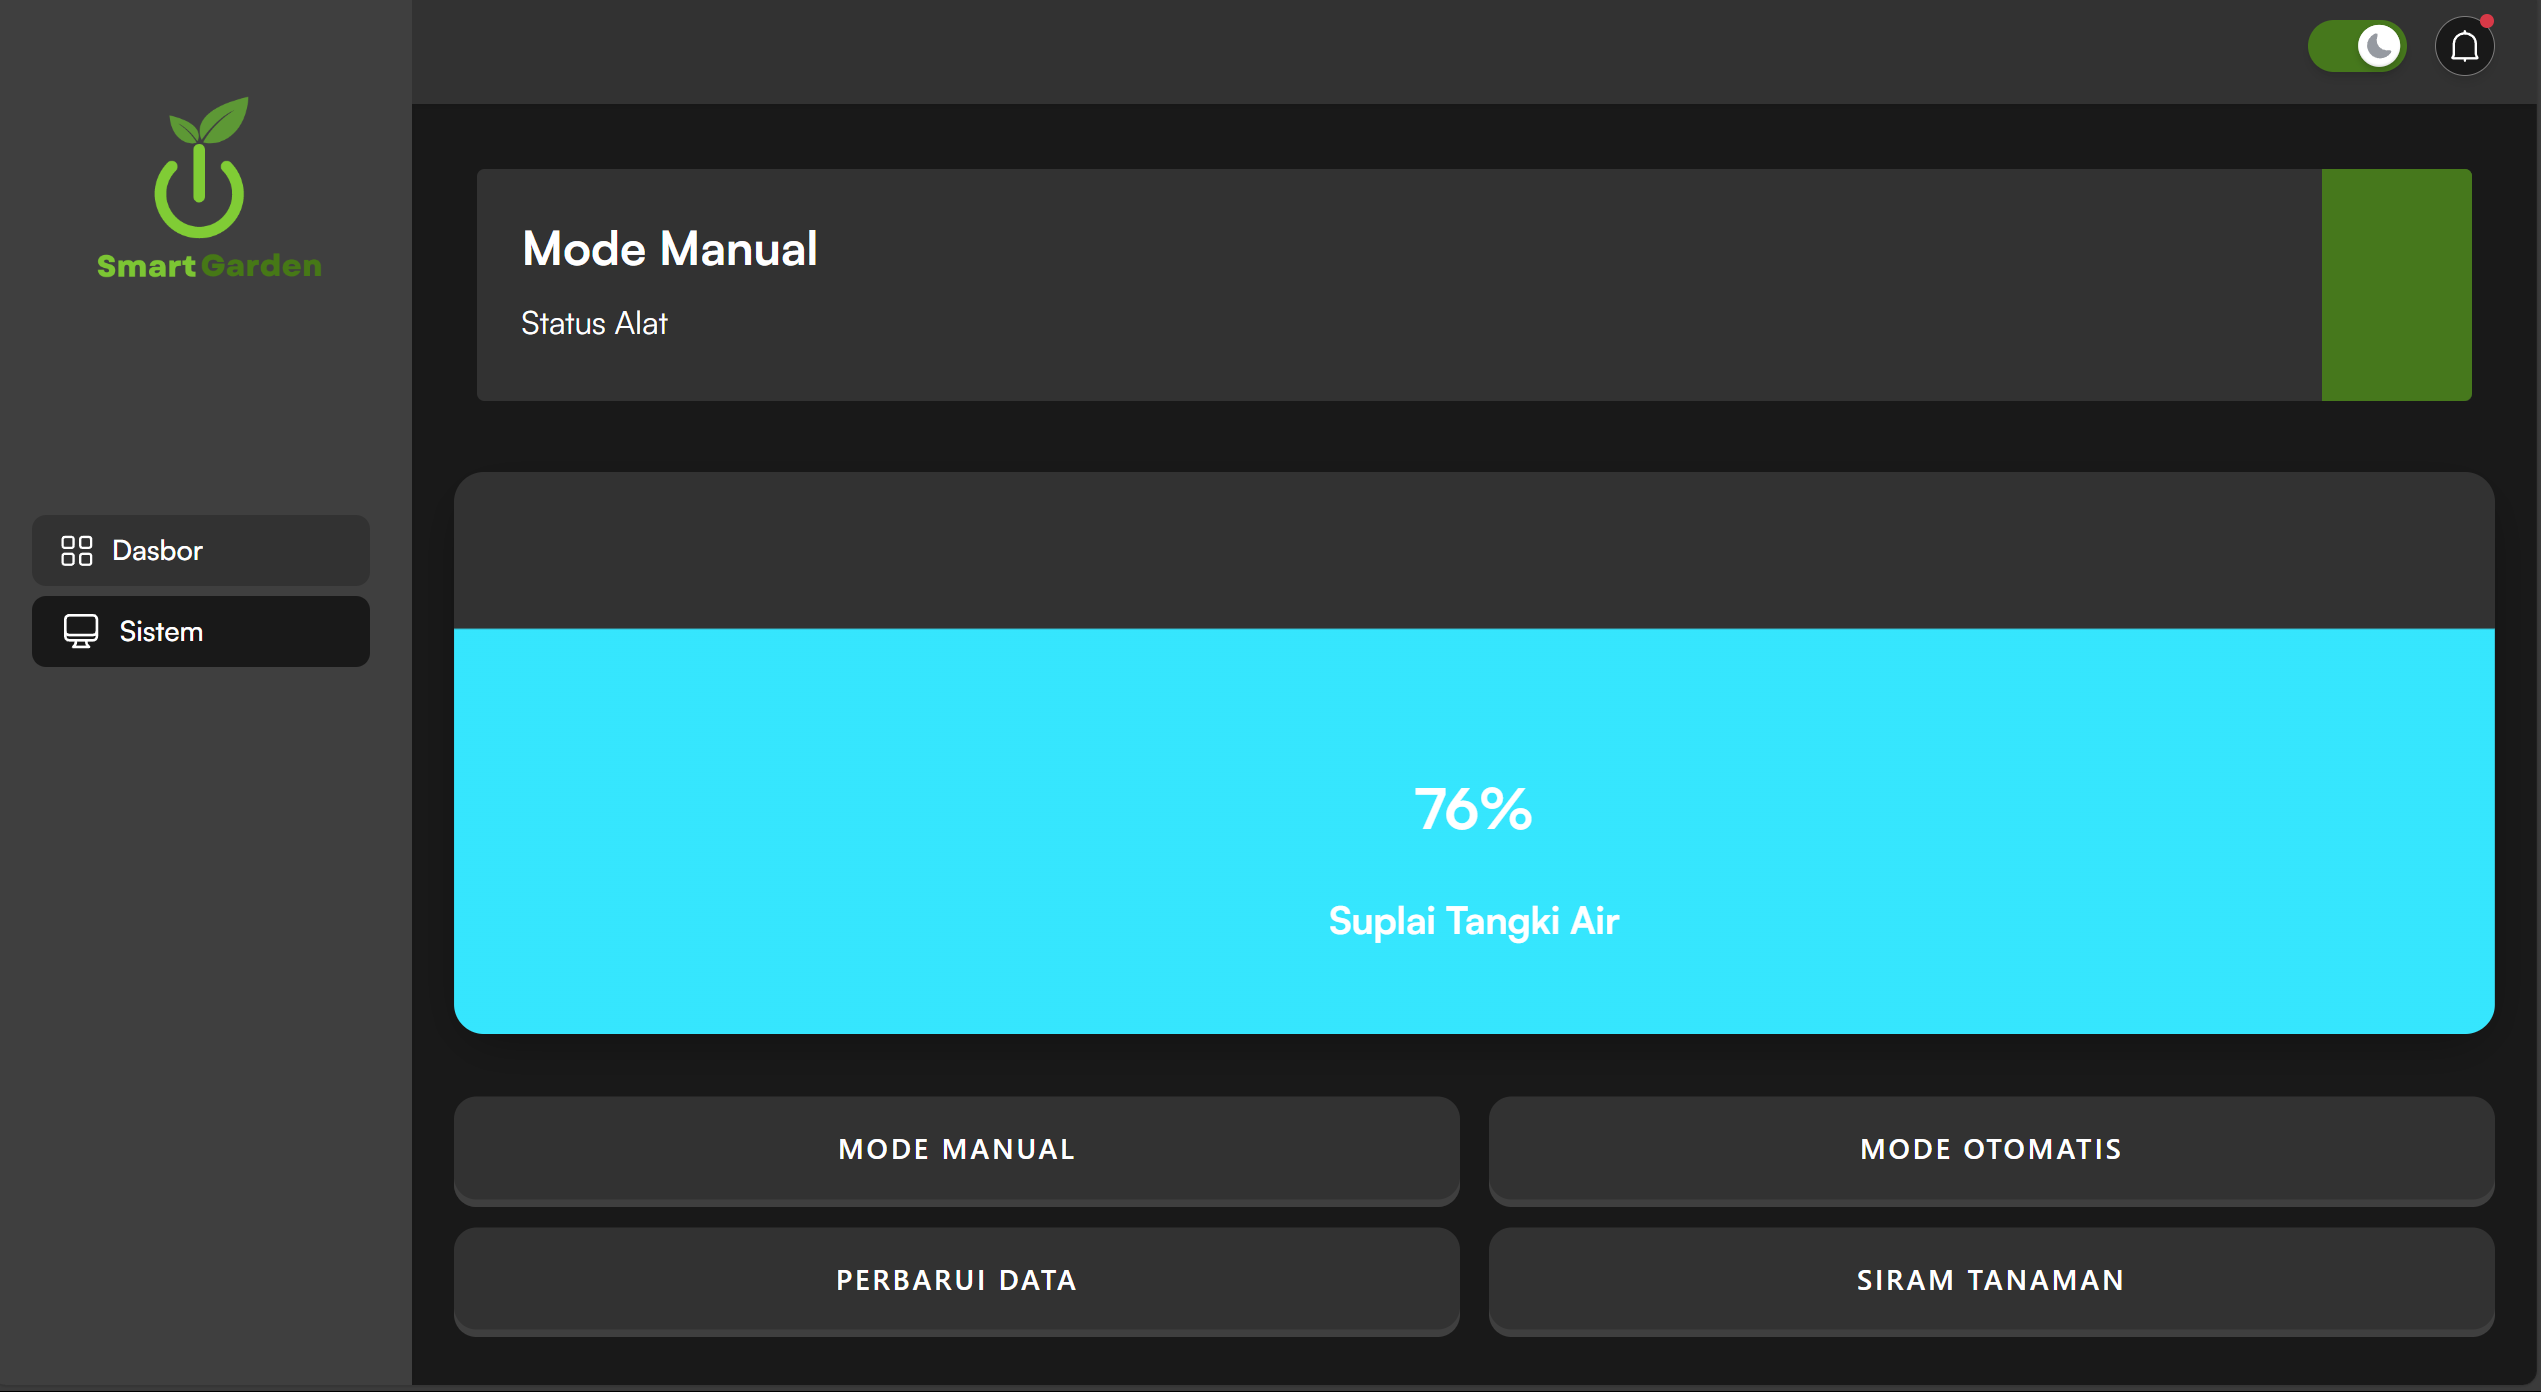 Smart Garden
Dasbor
Sistem
Mode Manual
Status Alat
76%
Suplai Tangki Air
MODE MANUAL
MODE OTOMATIS
PERBARUI DATA
SIRAM TANAMAN